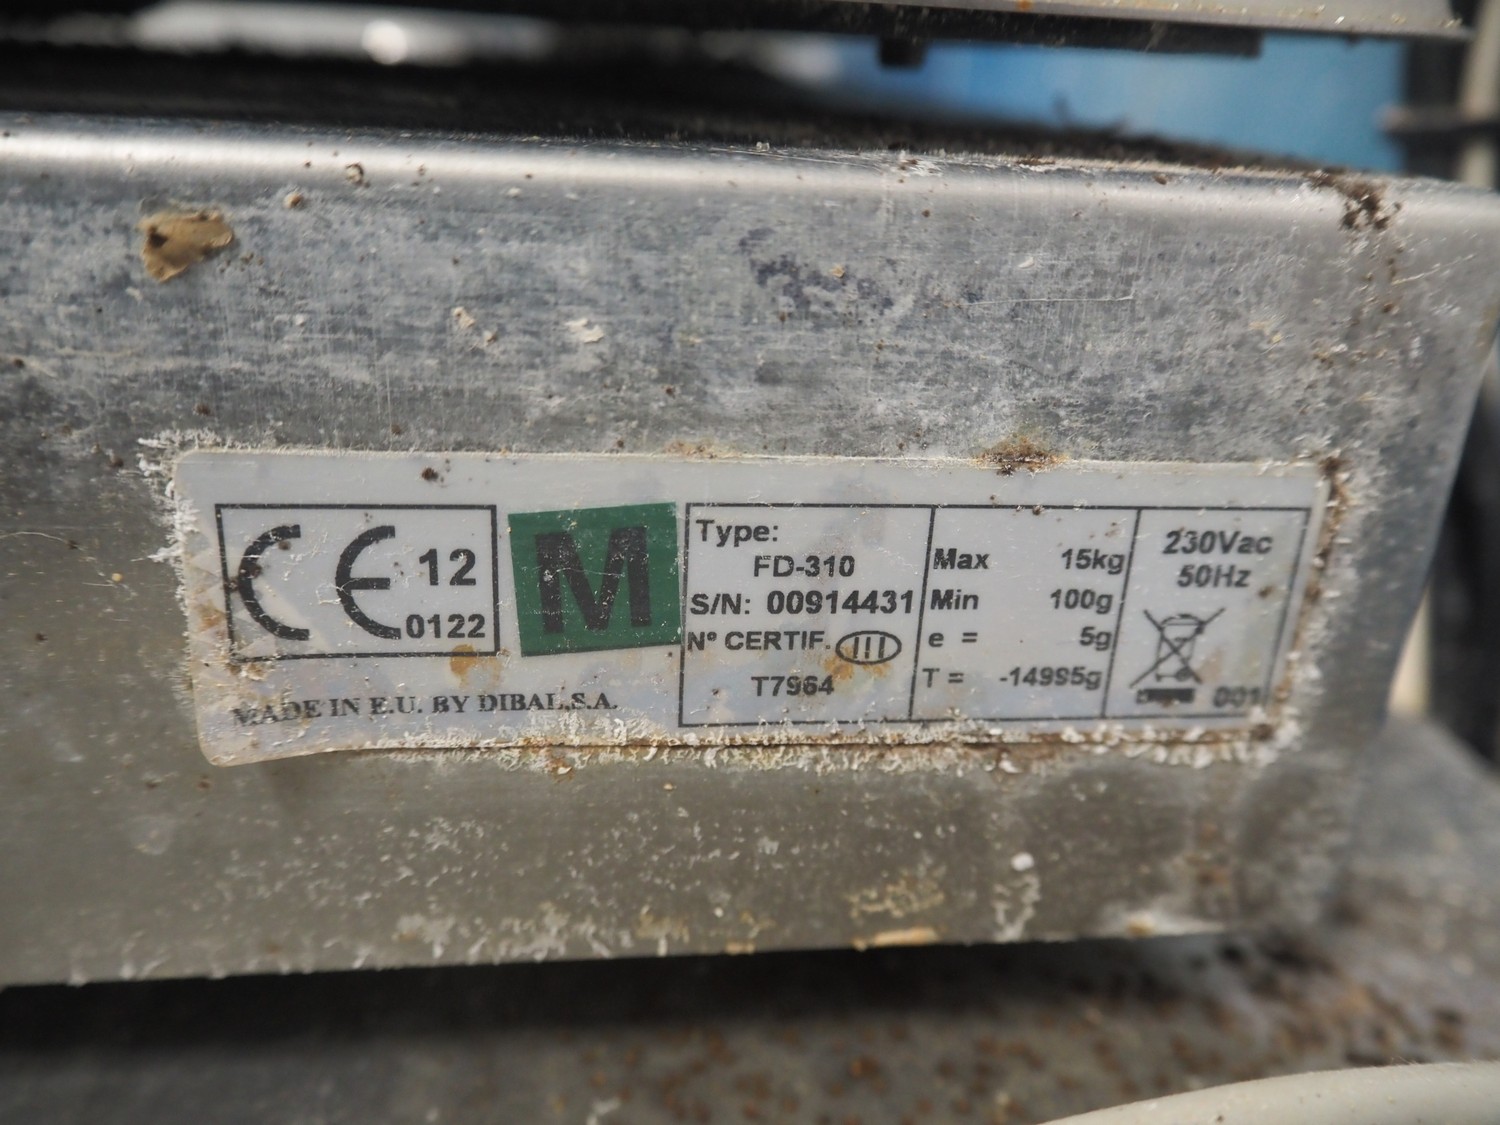 CE 12
0122
M
MADE IN E.U. BY DIBAL,S.A.
Type:
FD-310
S/N: 00914431
Nº CERTIF. III
T7964
Max 15kg
Min 100g
e = 5g
T = -14995g
230Vac
50Hz
001